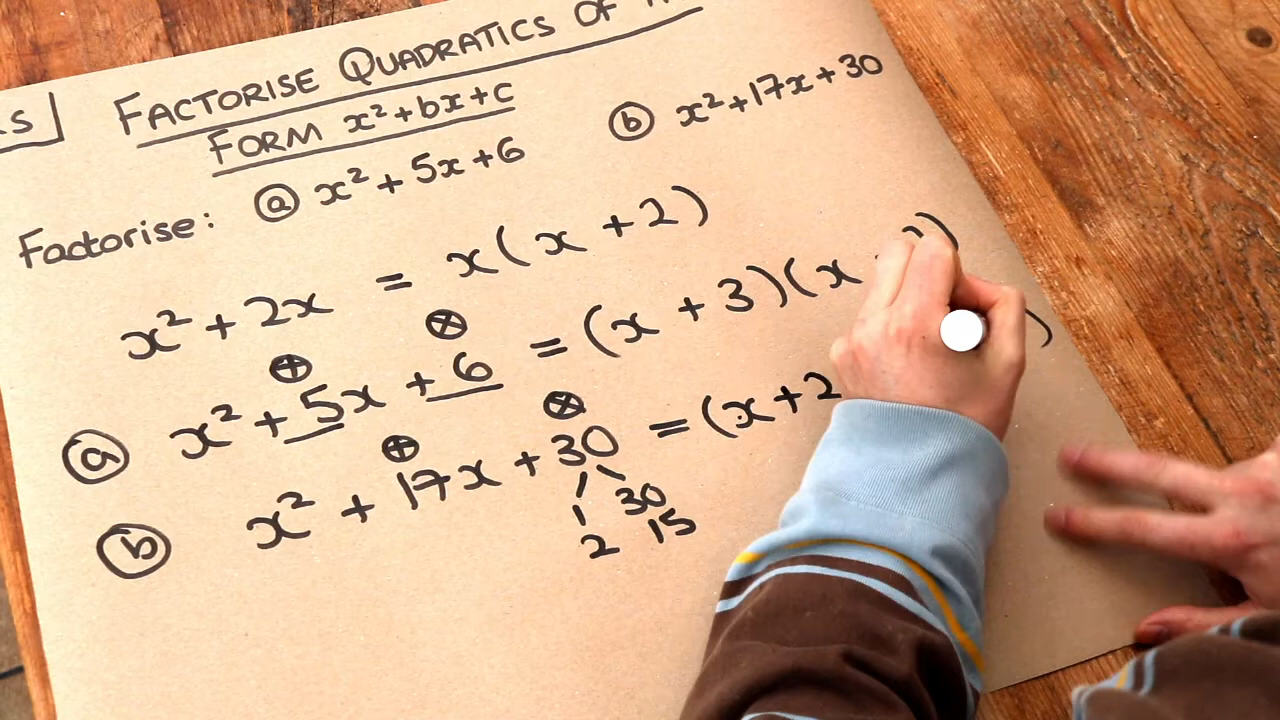 FACTORISE QUADRATICS OF
FORM x²+bx+c
Factorise: ⓐ x²+5x+6 ⓑ x²+17x+30
x²+2x = x(x+2)
⊕ ⊗
ⓐ x²+5x+6 = (x+3)(x
⊕ ⊗
ⓑ x²+17x+30 = (x+2 )
1 30
2 15